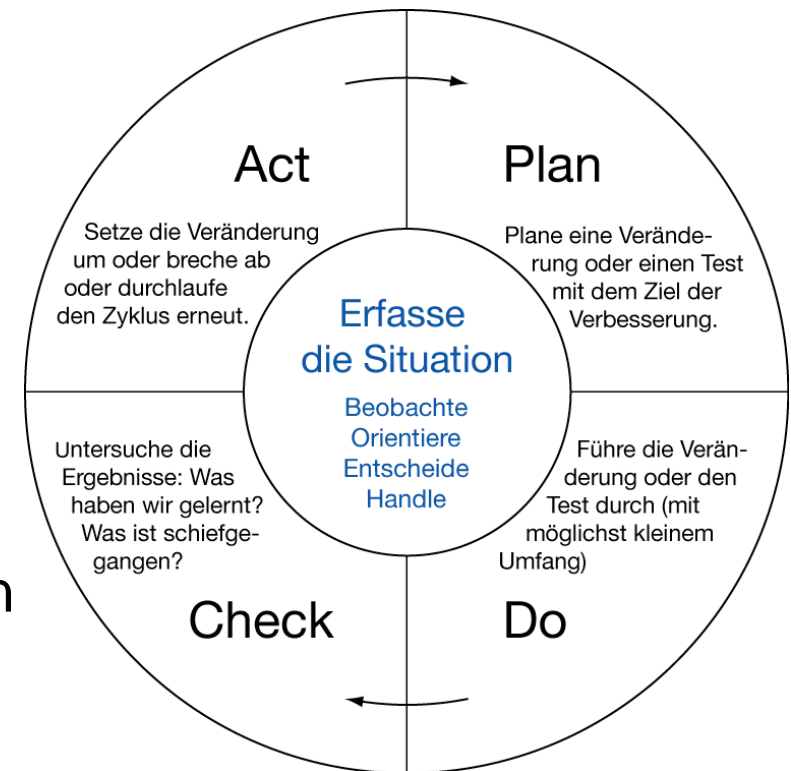 Act
Setze die Veränderung
um oder breche ab
oder durchlaufe
den Zyklus erneut.
Plan
Plane eine Verände-
rung oder einen Test
mit dem Ziel der
Verbesserung.
Erfasse
die Situation
Beobachte
Orientiere
Entscheide
Handle
Untersuche die
Ergebnisse: Was
haben wir gelernt?
Was ist schiefge-
gangen?
Check
Führe die Verän-
derung oder den
Test durch (mit
möglichst kleinem
Umfang)
Do